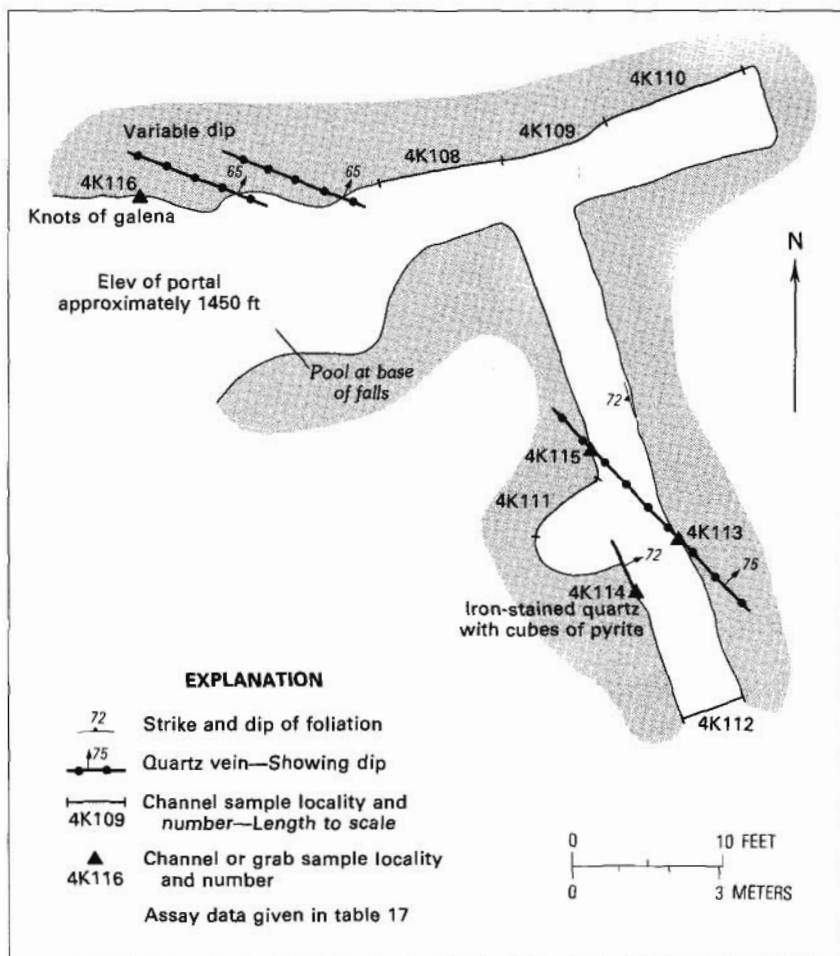 4K110
Variable dip
4K109
4K108
65
65
4K116
Knots of galena
N
Elev of portal
approximately 1450 ft
Pool at base
of falls
72
4K115
4K111
4K113
72
75
4K114
Iron-stained quartz
with cubes of pyrite
4K112
EXPLANATION
72
Strike and dip of foliation
75
Quartz vein—Showing dip
4K109
Channel sample locality and
number—Length to scale
4K116
Channel or grab sample locality
and number
Assay data given in table 17
0 10 FEET
0 3 METERS